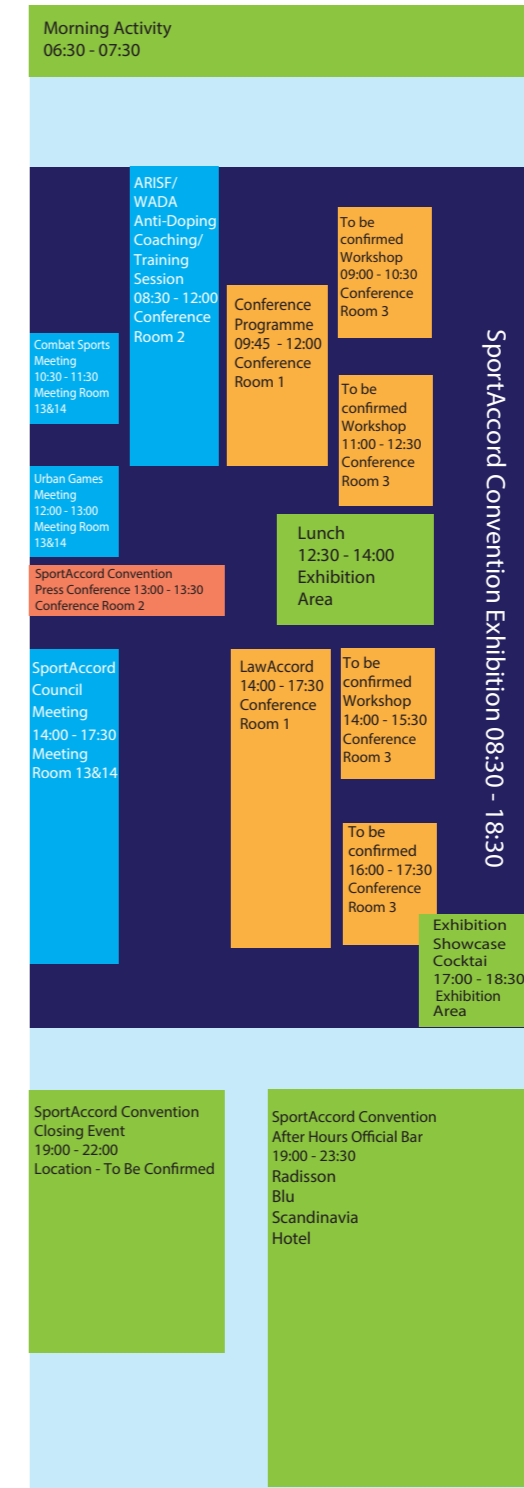 Morning Activity
06:30 - 07:30
ARISF/
WADA
Anti-Doping
Coaching/
Training
Session
08:30 - 12:00
Conference
Room 2
To be
confirmed
Workshop
09:00 - 10:30
Conference
Room 3
Conference
Programme
09:45 - 12:00
Conference
Room 1
Combat Sports
Meeting
10:30 - 11:30
Meeting Room
13&14
To be
confirmed
Workshop
11:00 - 12:30
Conference
Room 3
Urban Games
Meeting
12:00 - 13:00
Meeting Room
13&14
Lunch
12:30 - 14:00
Exhibition
Area
SportAccord Convention
Press Conference 13:00 - 13:30
Conference Room 2
SportAccord
Council
Meeting
14:00 - 17:30
Meeting
Room 13&14
LawAccord
14:00 - 17:30
Conference
Room 1
To be
confirmed
Workshop
14:00 - 15:30
Conference
Room 3
To be
confirmed
16:00 - 17:30
Conference
Room 3
SportAccord Convention Exhibition 08:30 - 18:30
Exhibition
Showcase
Cocktai
17:00 - 18:30
Exhibition
Area
SportAccord Convention
Closing Event
19:00 - 22:00
Location - To Be Confirmed
SportAccord Convention
After Hours Official Bar
19:00 - 23:30
Radisson
Blu
Scandinavia
Hotel